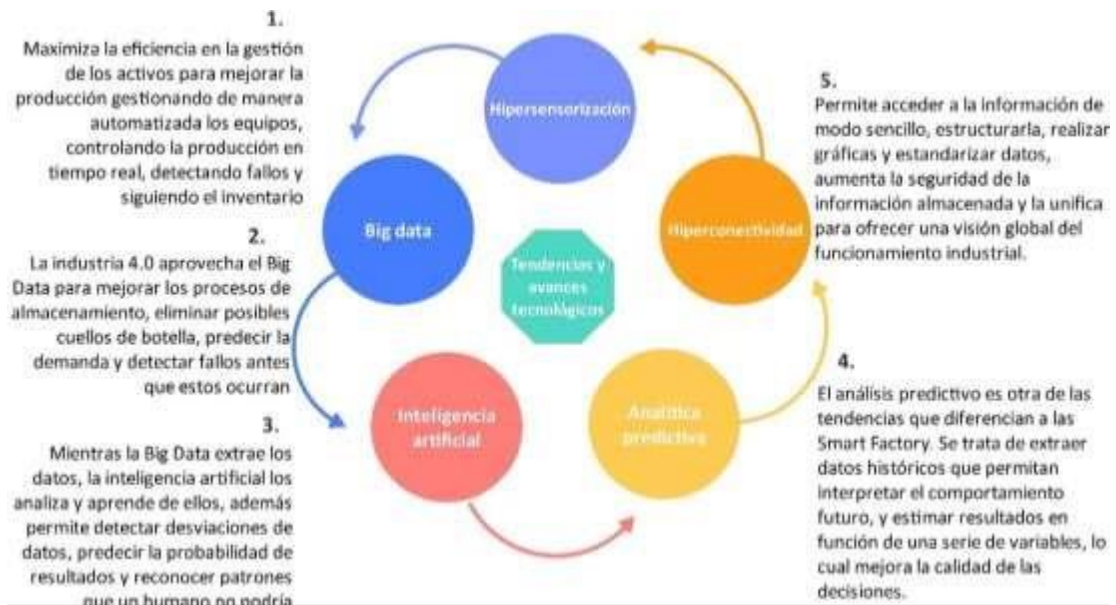 1.
Maximiza la eficiencia en la gestión
de los activos para mejorar la
producción gestionando de manera
automatizada los equipos,
controlando la producción en
tiempo real, detectando fallos y
siguiendo el inventario
2.
La industria 4.0 aprovecha el Big
Data para mejorar los procesos de
almacenamiento, eliminar posibles
cuellos de botella, predecir la
demanda y detectar fallos antes
que estos ocurran
3.
Mientras la Big Data extrae los
datos, la inteligencia artificial los
analiza y aprende de ellos, además
permite detectar desviaciones de
datos, predecir la probabilidad de
resultados y reconocer patrones
que un humano no podría
Hipersensorización
Big data
Inteligencia
artificial
Analítica
predictiva
Hiperconectividad
Tendencias y
avances
tecnológicos
5.
Permite acceder a la información de
modo sencillo, estructurarla, realizar
gráficas y estandarizar datos,
aumenta la seguridad de la
información almacenada y la unifica
para ofrecer una visión global del
funcionamiento industrial.
4.
El análisis predictivo es otra de las
tendencias que diferencian a las
Smart Factory. Se trata de extraer
datos históricos que permitan
interpretar el comportamiento
futuro, y estimar resultados en
función de una serie de variables, lo
cual mejora la calidad de las
decisiones.